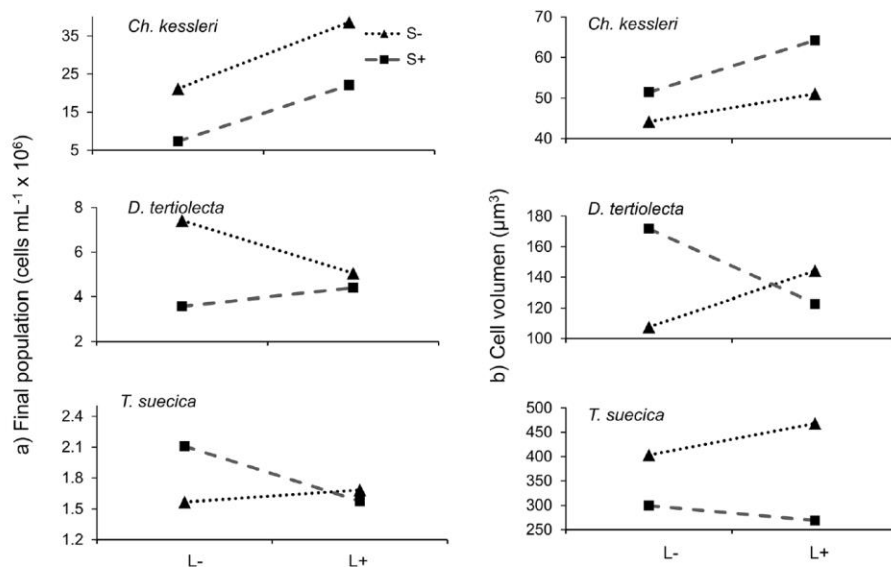 a) Final population (cells mL⁻¹ x 10⁶)
Ch. kessleri
S-
S+
35
25
15
5
D. tertiolecta
8
6
4
2
T. suecica
2.4
2.1
1.8
1.5
1.2
L-
L+
b) Cell volumen (µm³)
Ch. kessleri
70
60
50
40
D. tertiolecta
180
160
140
120
100
T. suecica
500
450
400
350
300
250
L-
L+